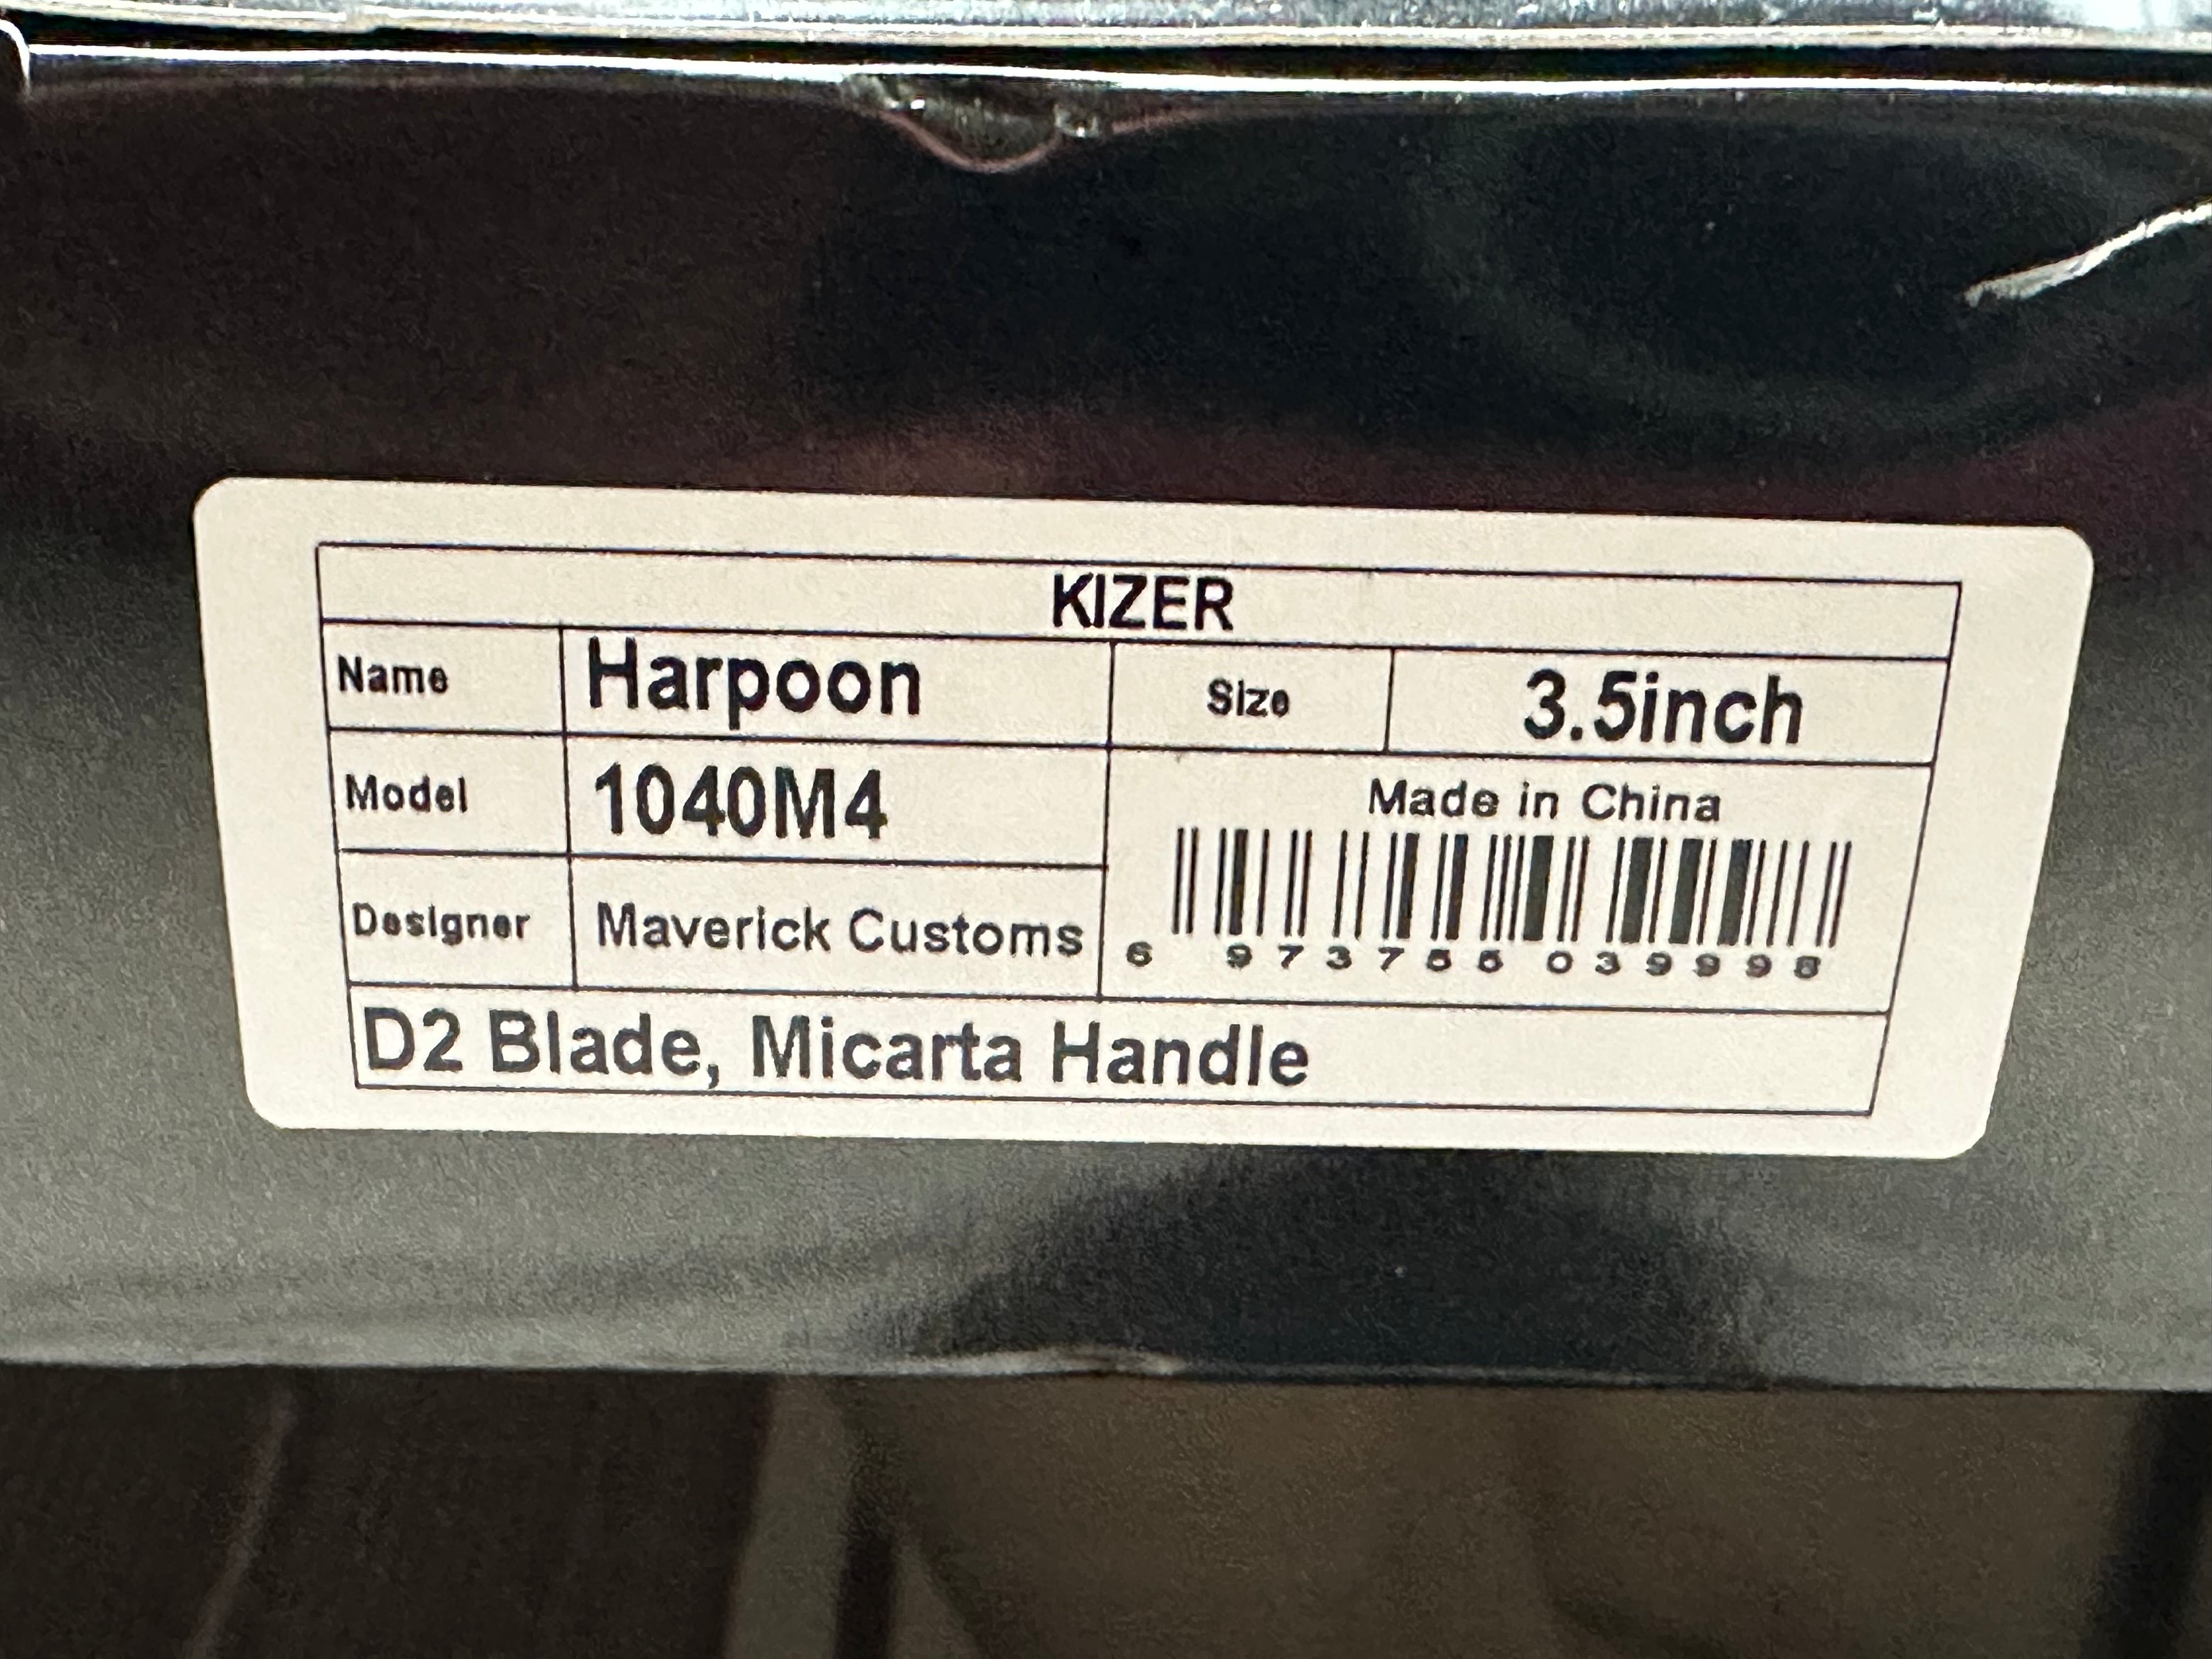 KIZER
Name Harpoon Size 3.5inch
Model 1040M4
Made in China
Designer Maverick Customs
6 973755 039998
D2 Blade, Micarta Handle